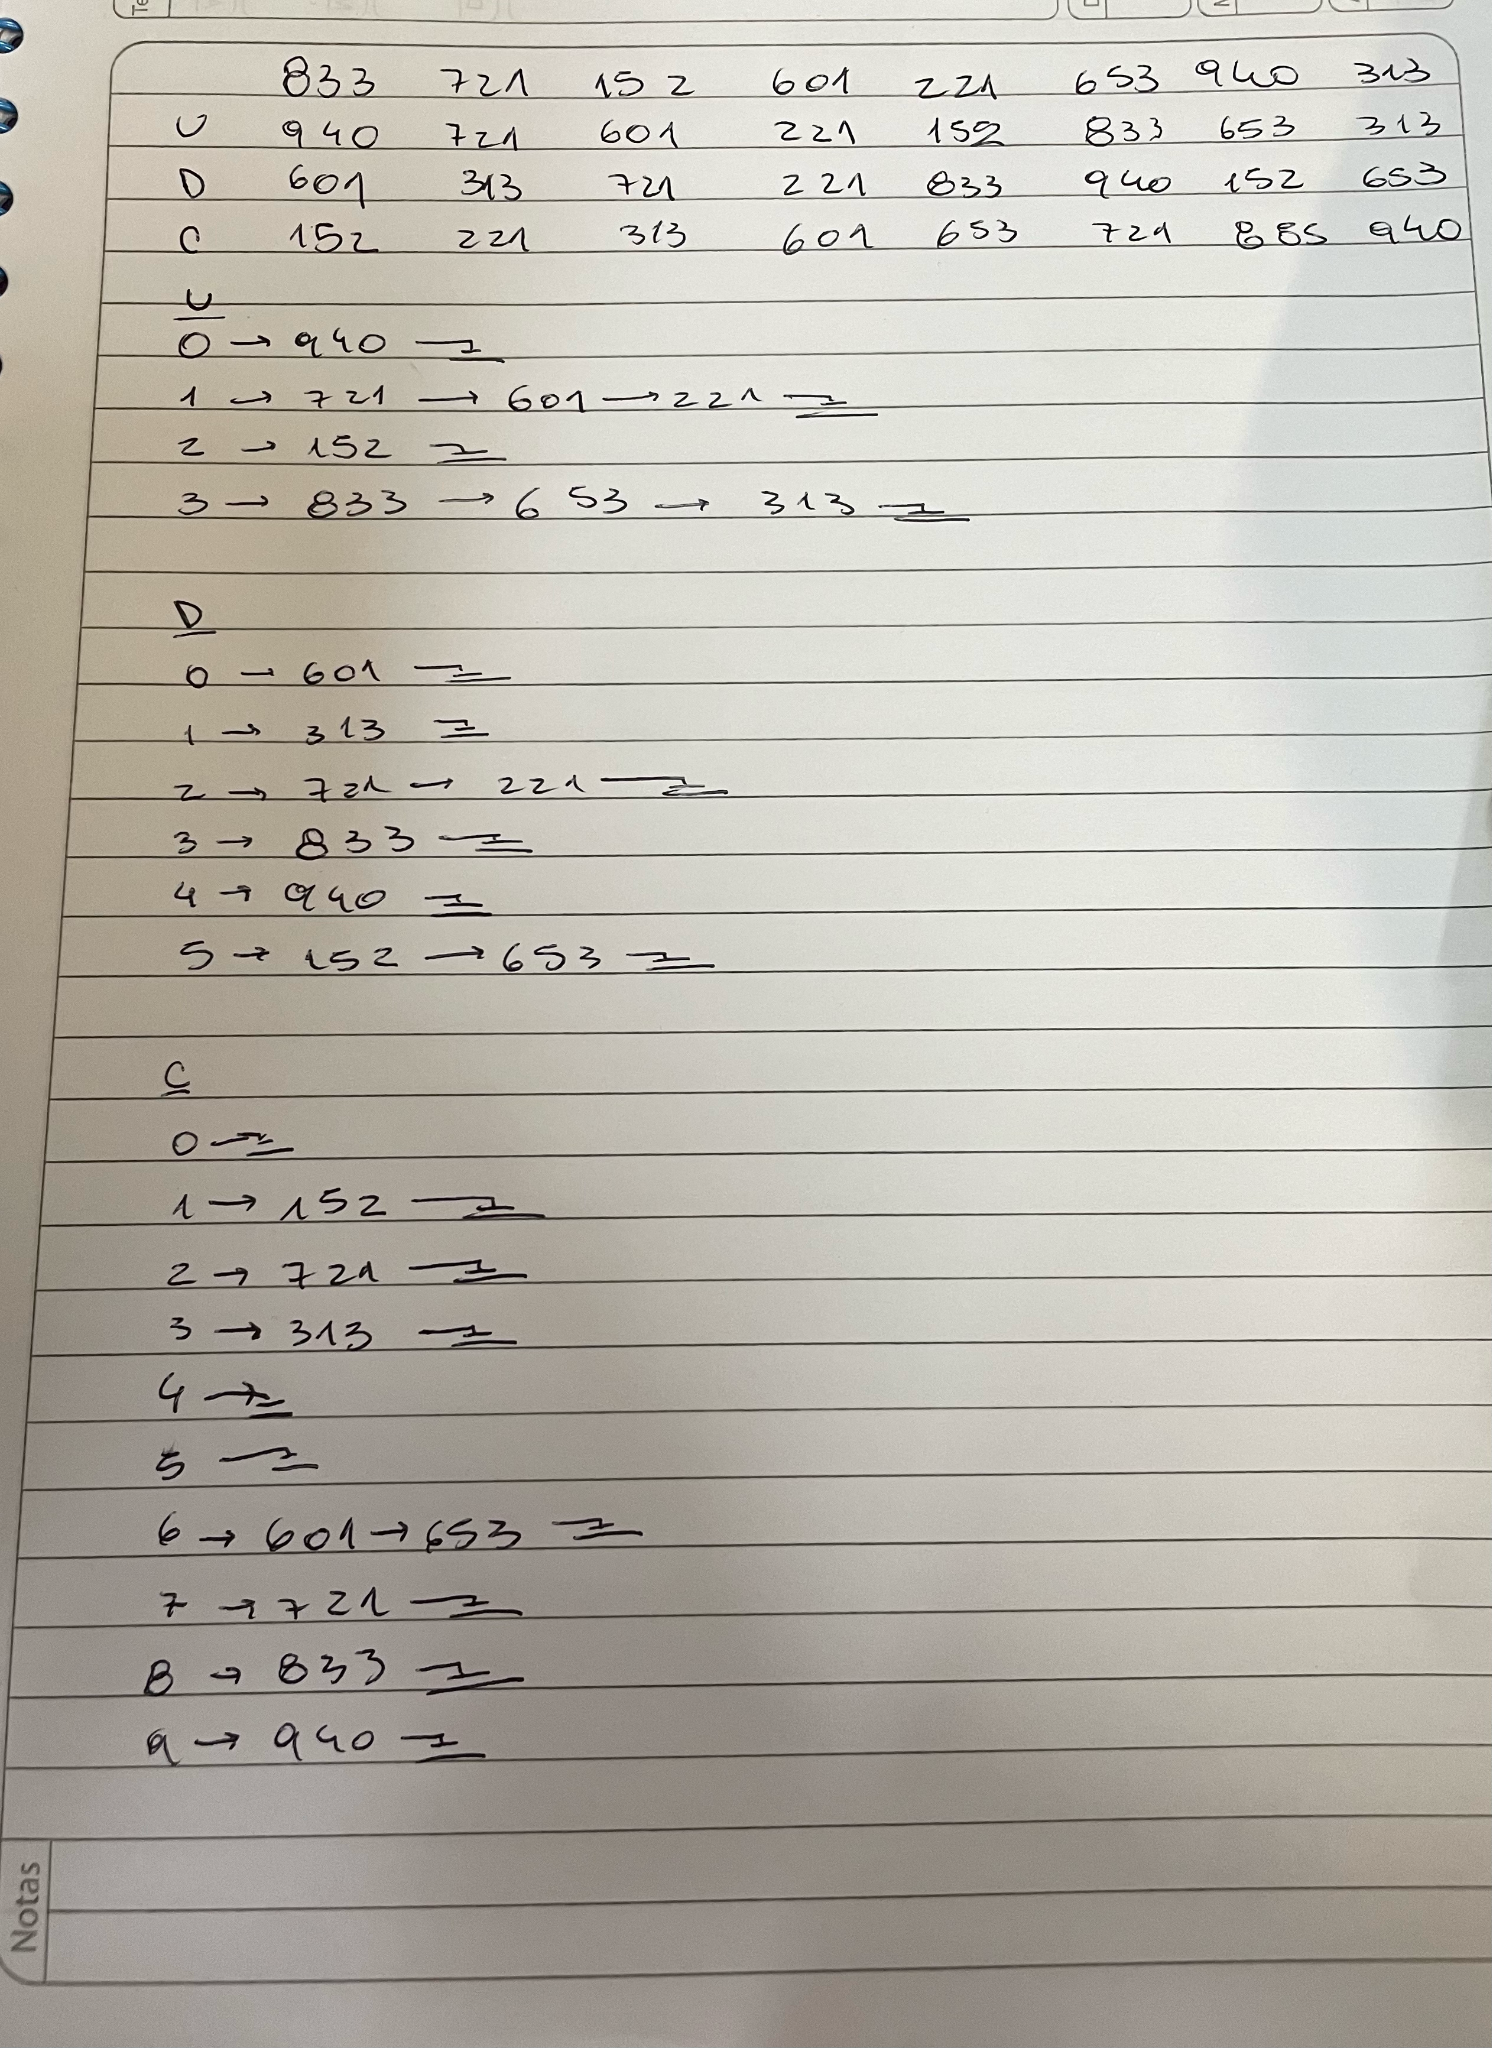 833 721 152 601 221 653 940 313
U 940 721 601 221 152 833 653 313
D 601 313 721 221 833 940 152 653
C 152 221 313 601 653 721 885 940
U
0 → 940
1 → 721 → 601 → 221
2 → 152
3 → 833 → 653 → 313
D
0 → 601
1 → 313
2 → 721 → 221
3 → 833
4 → 940
5 → 152 → 653
C
0
1 → 152
2 → 721
3 → 313
4
5
6 → 601 → 653
7 → 721
8 → 833
9 → 940
Notas